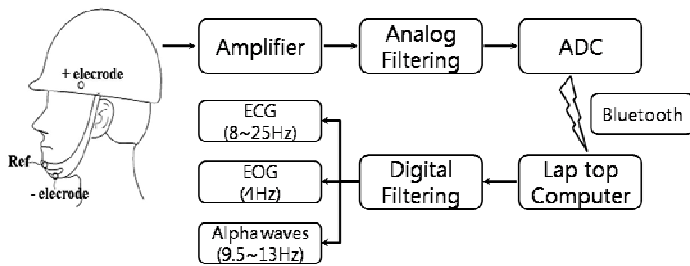 + elecrode
Ref
- elecrode
Amplifier
Analog
Filtering
ADC
Bluetooth
Lap top
Computer
Digital
Filtering
ECG
(8~25Hz)
EOG
(4Hz)
Alphawaves
(9.5~13Hz)